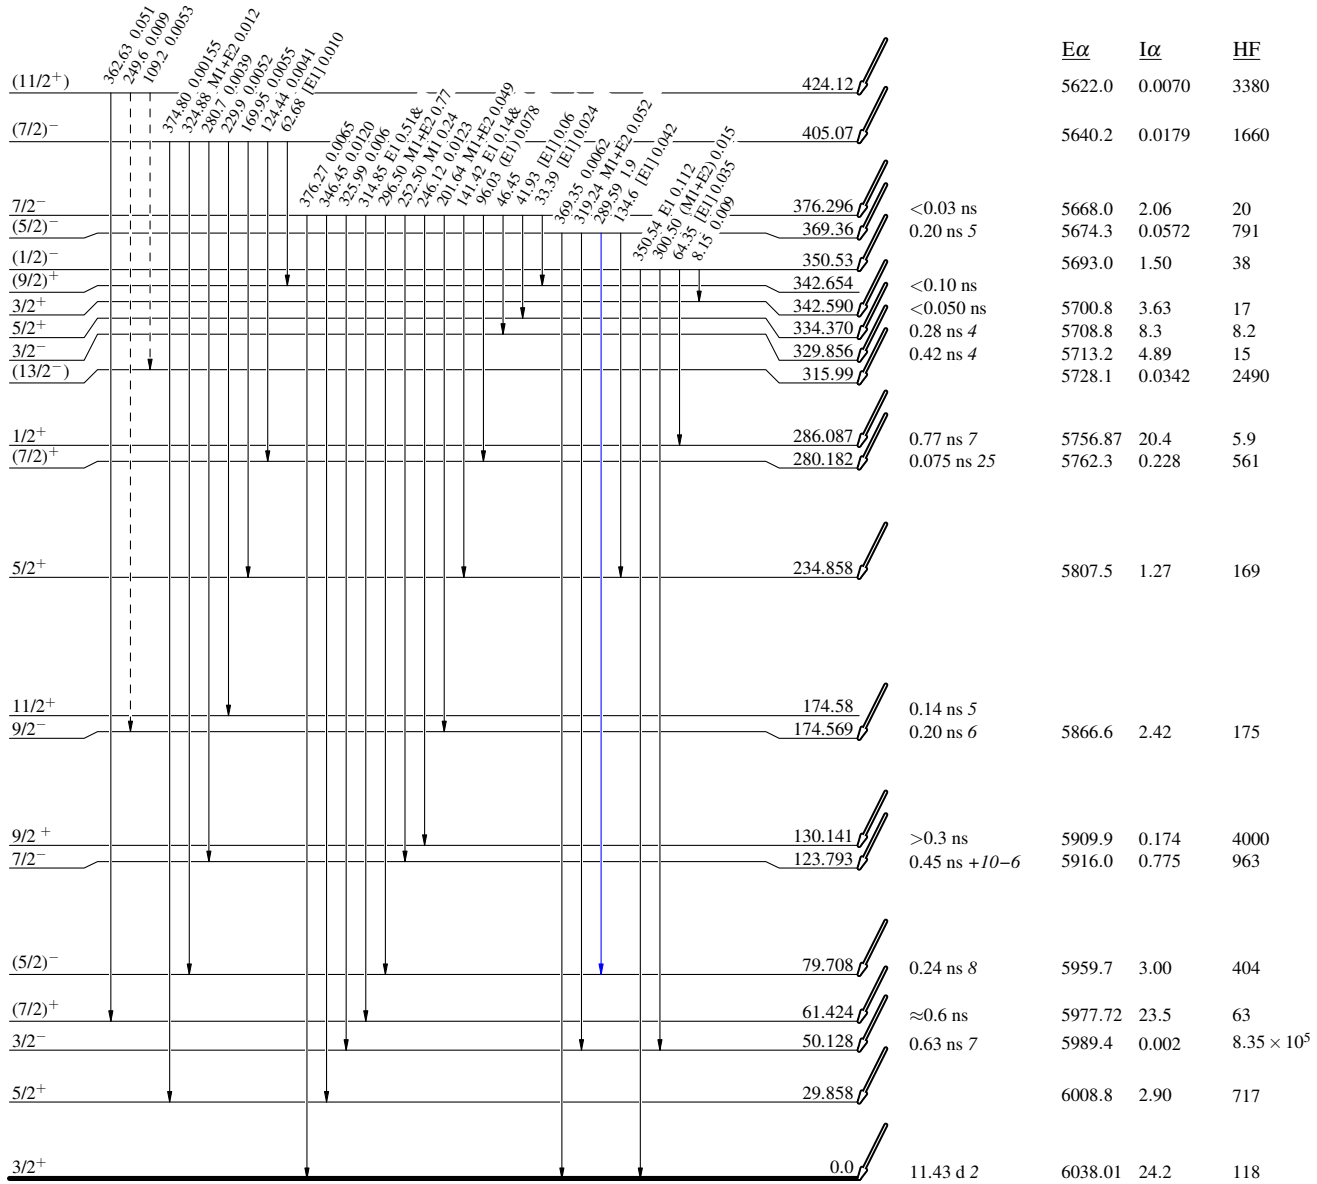 Eα Iα HF
362.63 0.051
249.6 0.009
109.2 0.0053
374.80 0.00155
324.88 M1+E2 0.012
280.7 0.0039
229.9 0.0052
169.95 0.0055
124.44 0.0041
62.68 [E1] 0.010
376.27 0.0065
346.45 0.0120
325.99 0.006
314.85 E1 0.51&
296.50 M1+E2 0.77
252.50 M1 0.24
246.12 0.0123
201.64 M1+E2 0.049
141.42 E1 0.14&
96.03 (E1) 0.078
46.45
41.93 [E1] 0.06
33.39 [E1] 0.024
369.35 0.0062
319.24 M1+E2 0.052
289.59 1.9
134.6 [E1] 0.042
350.54 E1 0.112
300.50 (M1+E2) 0.015
64.35 [E1] 0.035
8.15 0.009
(11/2+) 424.12 5622.0 0.0070 3380
(7/2)− 405.07 5640.2 0.0179 1660
7/2− 376.296 <0.03 ns 5668.0 2.06 20
(5/2)− 369.36 0.20 ns 5 5674.3 0.0572 791
(1/2)− 350.53 5693.0 1.50 38
(9/2)+ 342.654 <0.10 ns
3/2+ 342.590 <0.050 ns 5700.8 3.63 17
5/2+ 334.370 0.28 ns 4 5708.8 8.3 8.2
3/2− 329.856 0.42 ns 4 5713.2 4.89 15
(13/2−) 315.99 5728.1 0.0342 2490
1/2+ 286.087 0.77 ns 7 5756.87 20.4 5.9
(7/2)+ 280.182 0.075 ns 25 5762.3 0.228 561
5/2+ 234.858 5807.5 1.27 169
11/2+ 174.58 0.14 ns 5
9/2− 174.569 0.20 ns 6 5866.6 2.42 175
9/2 + 130.141 >0.3 ns 5909.9 0.174 4000
7/2− 123.793 0.45 ns +10−6 5916.0 0.775 963
(5/2)− 79.708 0.24 ns 8 5959.7 3.00 404
(7/2)+ 61.424 ≈0.6 ns 5977.72 23.5 63
3/2− 50.128 0.63 ns 7 5989.4 0.002 8.35 × 10⁵
5/2+ 29.858 6008.8 2.90 717
3/2+ 0.0 11.43 d 2 6038.01 24.2 118